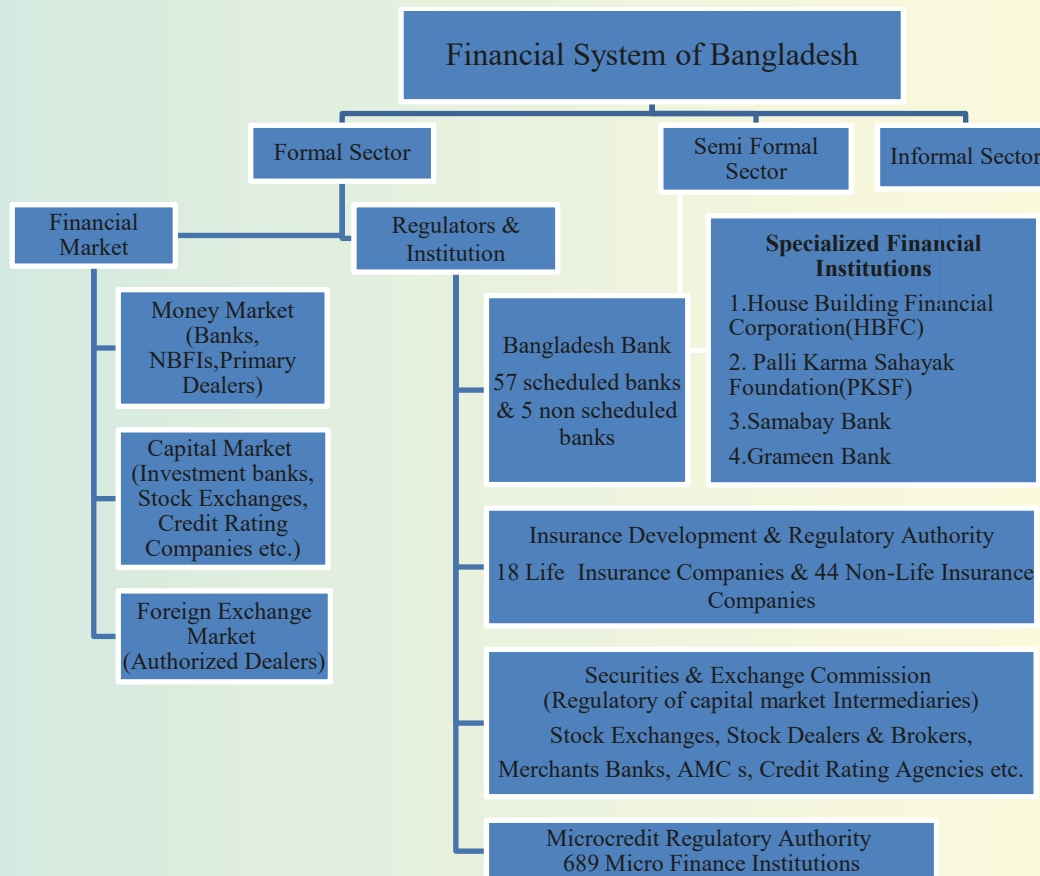 Financial System of Bangladesh
Formal Sector
Semi Formal
Sector
Informal Sector
Financial
Market
Regulators &
Institution
Money Market
(Banks,
NBFIs,Primary
Dealers)
Capital Market
(Investment banks,
Stock Exchanges,
Credit Rating
Companies etc.)
Foreign Exchange
Market
(Authorized Dealers)
Bangladesh Bank
57 scheduled banks
& 5 non scheduled
banks
Specialized Financial
Institutions
1.House Building Financial
Corporation(HBFC)
2. Palli Karma Sahayak
Foundation(PKSF)
3.Samabay Bank
4.Grameen Bank
Insurance Development & Regulatory Authority
18 Life Insurance Companies & 44 Non-Life Insurance
Companies
Securities & Exchange Commission
(Regulatory of capital market Intermediaries)
Stock Exchanges, Stock Dealers & Brokers,
Merchants Banks, AMC s, Credit Rating Agencies etc.
Microcredit Regulatory Authority
689 Micro Finance Institutions